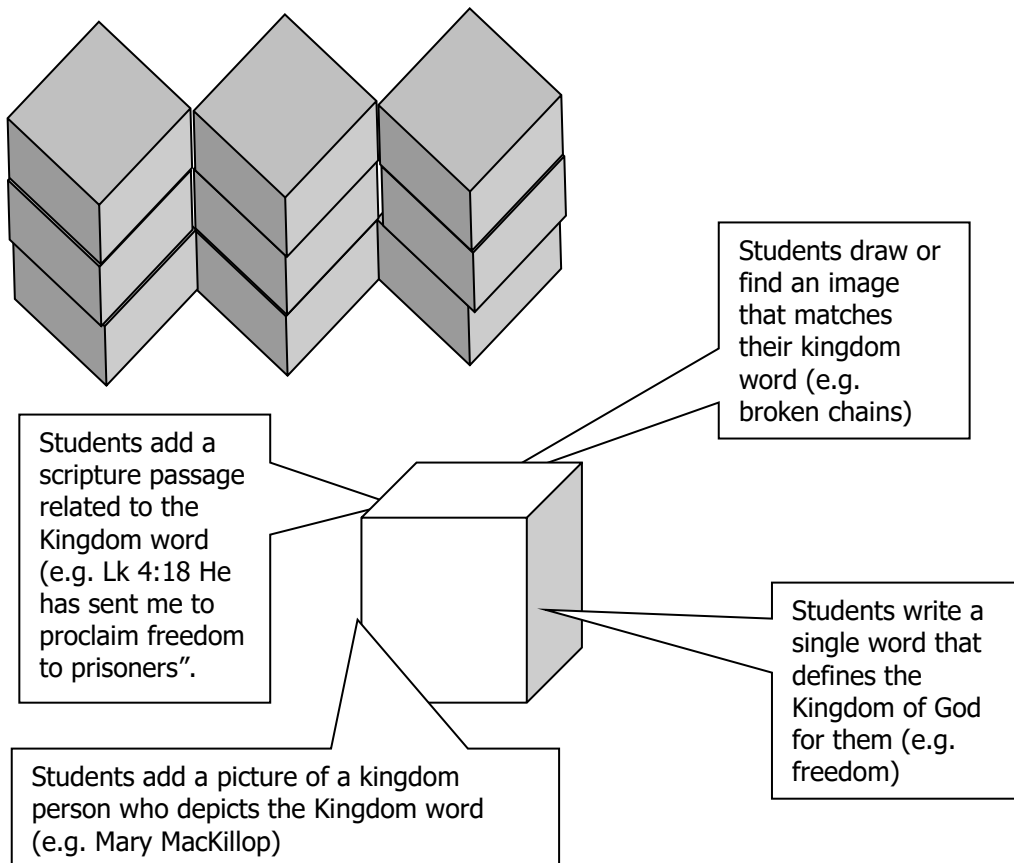 Students draw or
find an image
that matches
their kingdom
word (e.g.
broken chains)
Students add a
scripture passage
related to the
Kingdom word
(e.g. Lk 4:18 He
has sent me to
proclaim freedom
to prisoners”.
Students write a
single word that
defines the
Kingdom of God
for them (e.g.
freedom)
Students add a picture of a kingdom
person who depicts the Kingdom word
(e.g. Mary MacKillop)